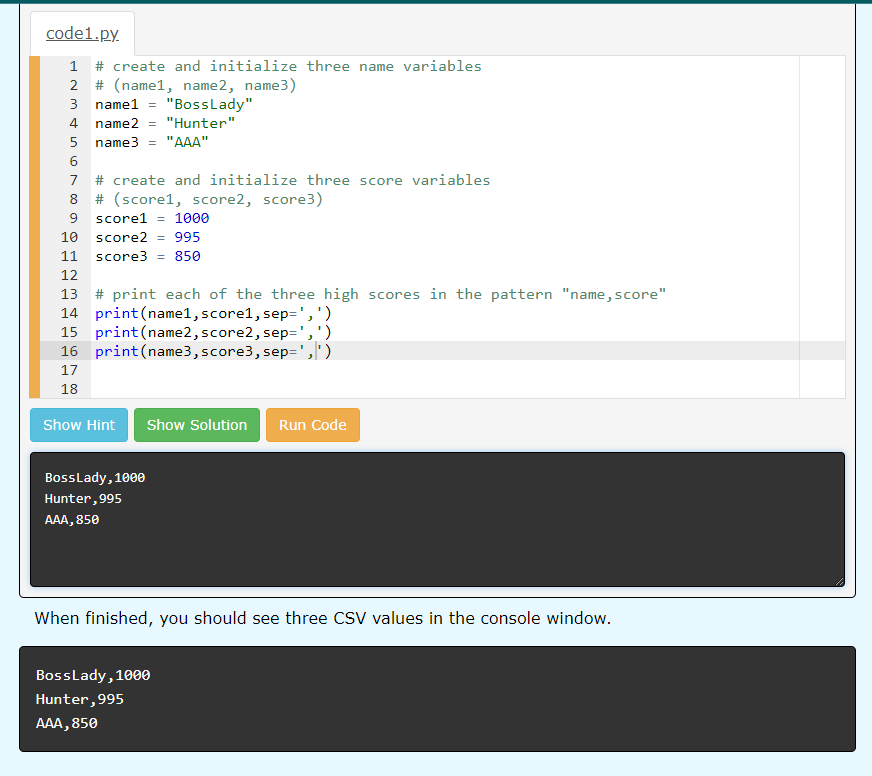 code1.py
1 # create and initialize three name variables
2 # (name1, name2, name3)
3 name1 = "BossLady"
4 name2 = "Hunter"
5 name3 = "AAA"
6
7 # create and initialize three score variables
8 # (score1, score2, score3)
9 score1 = 1000
10 score2 = 995
11 score3 = 850
12
13 # print each of the three high scores in the pattern "name,score"
14 print(name1,score1,sep=',')
15 print(name2,score2,sep=',')
16 print(name3,score3,sep=',')
17
18
Show Hint Show Solution Run Code
BossLady,1000
Hunter,995
AAA,850
When finished, you should see three CSV values in the console window.
BossLady,1000
Hunter,995
AAA,850